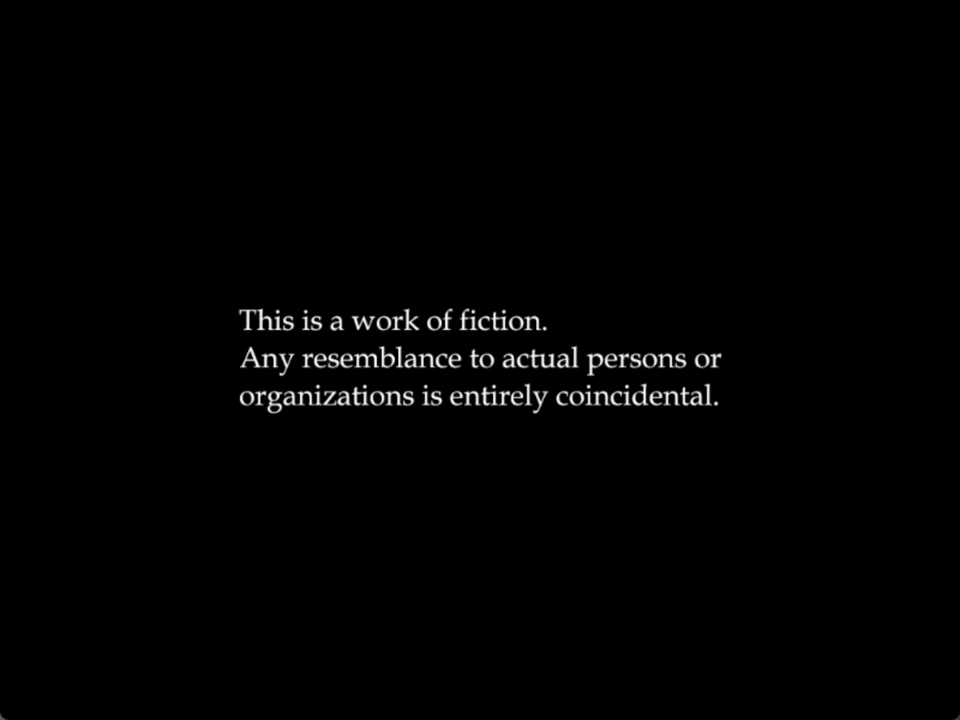 This is a work of fiction.
Any resemblance to actual persons or
organizations is entirely coincidental.